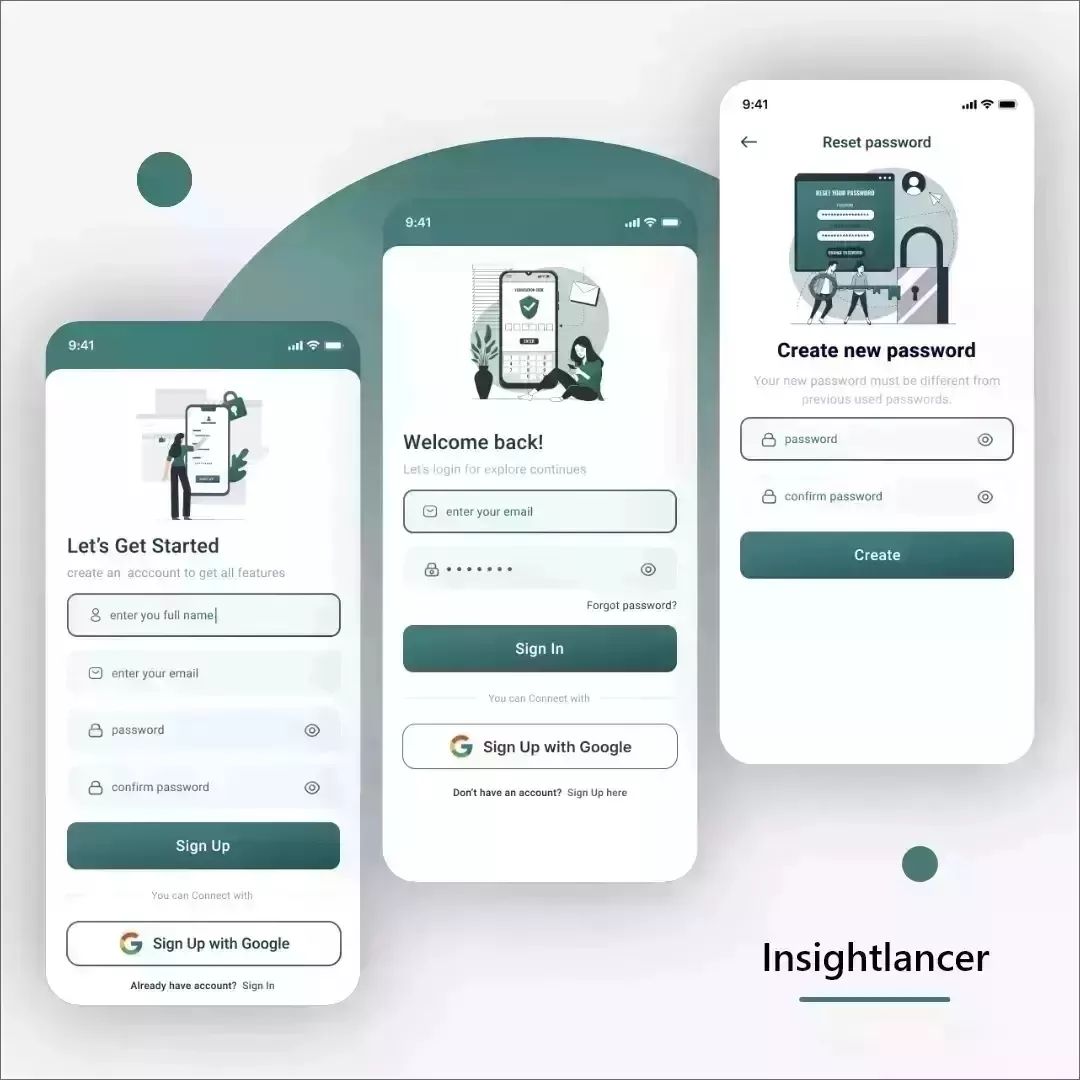 9:41
Let's Get Started
create an acccount to get all features
enter you full name
enter your email
password
confirm password
Sign Up
You can Connect with
Sign Up with Google
Already have account? Sign In
9:41
VERIFICATION CODE
ENTER
Welcome back!
Let's login for explore continues
enter your email
Forgot password?
Sign In
You can Connect with
Sign Up with Google
Don't have an account? Sign Up here
9:41
Reset password
RESET YOUR PASSWORD
Create new password
Your new password must be different from
previous used passwords.
password
confirm password
Create
Insightlancer